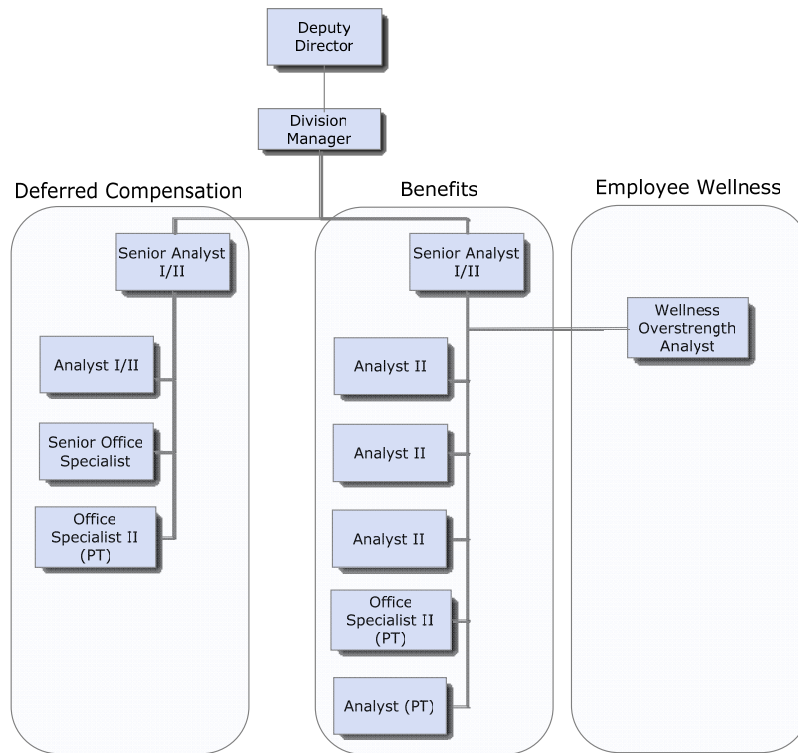 Deputy
Director
Division
Manager
Deferred Compensation
Benefits
Employee Wellness
Senior Analyst
I/II
Analyst I/II
Senior Office
Specialist
Office
Specialist II
(PT)
Senior Analyst
I/II
Analyst II
Analyst II
Analyst II
Office
Specialist II
(PT)
Analyst (PT)
Wellness
Overstrength
Analyst